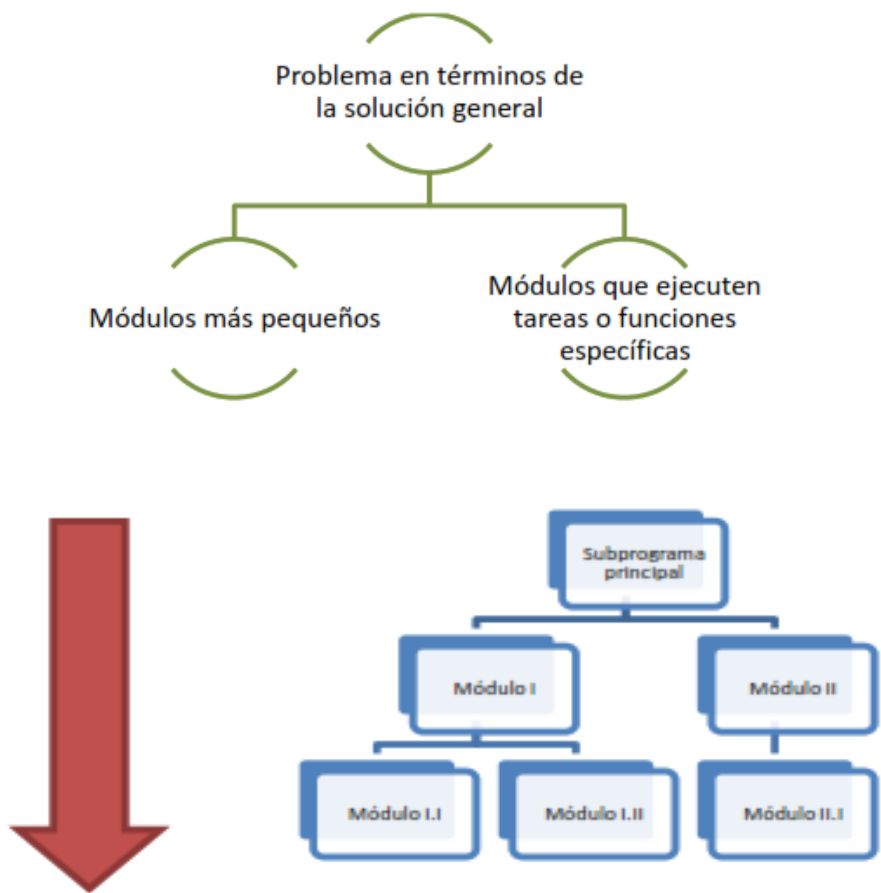 Problema en términos de
la solución general
Módulos más pequeños
Módulos que ejecuten
tareas o funciones
específicas
Subprograma
principal
Módulo I
Módulo II
Módulo I.I
Módulo I.II
Módulo II.I